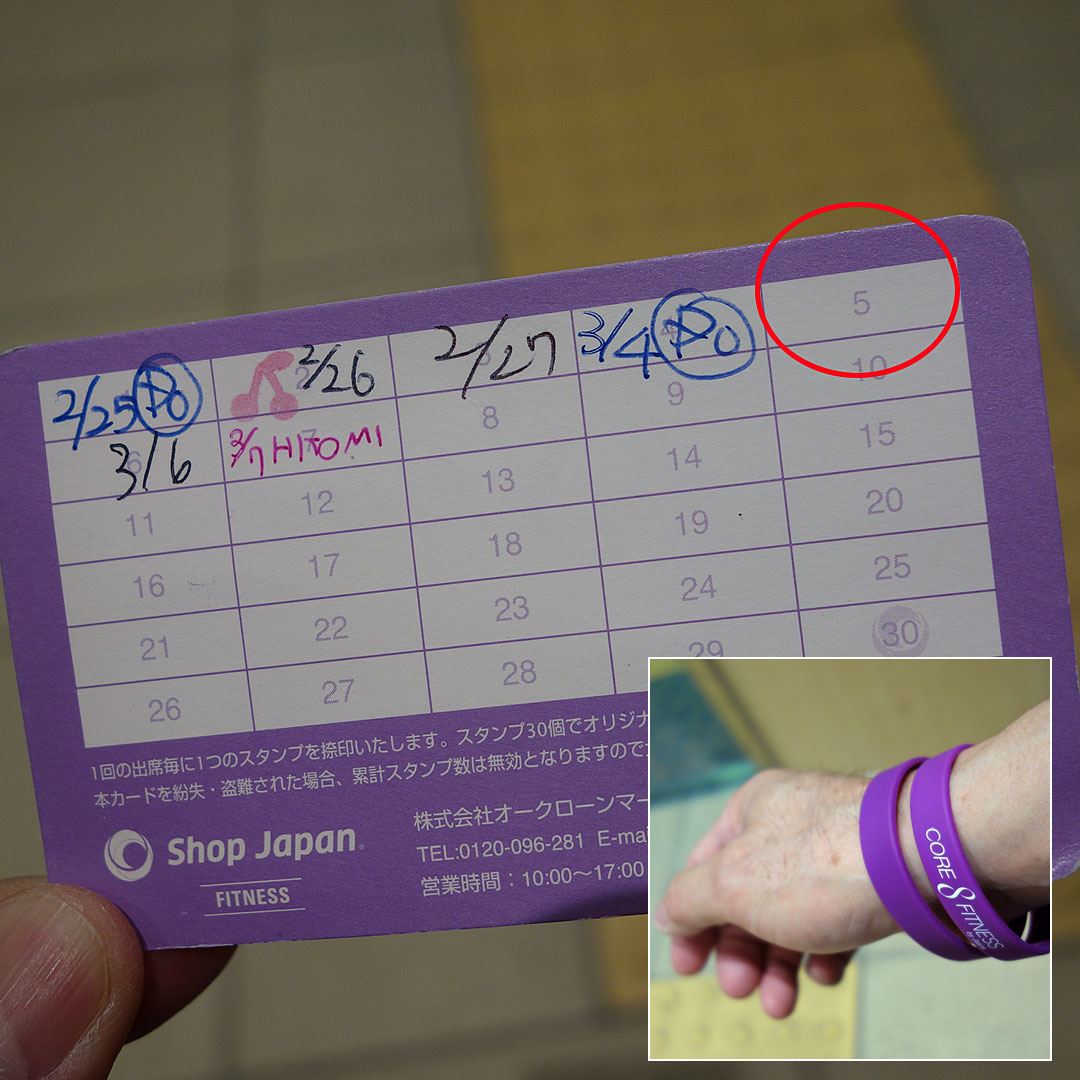 2/25 Do 2/26 2/27 3/4 Do 5
3/6 3/7 HITOMI 8 9 10
11 12 13 14 15
16 17 18 19 20
21 22 23 24 25
26 27 28 29 30
1回の出席毎に1つのスタンプを捺印いたします。スタンプ30個でオリジナ
本カードを紛失・盗難された場合、累計スタンプ数は無効となりますので
Shop Japan
FITNESS
株式会社オークローンマー
TEL:0120-096-281 E-mai
営業時間：10:00～17:00
CORE 8 FITNESS